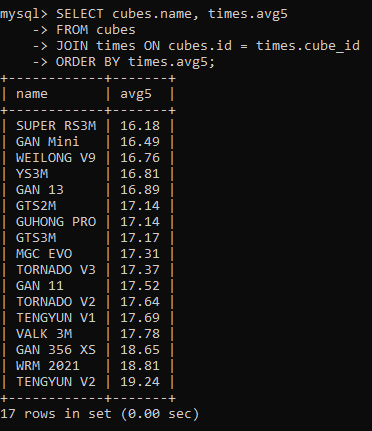 mysql> SELECT cubes.name, times.avg5
    -> FROM cubes
    -> JOIN times ON cubes.id = times.cube_id
    -> ORDER BY times.avg5;
+------------+-------+
| name       | avg5  |
+------------+-------+
| SUPER RS3M | 16.18 |
| GAN Mini   | 16.49 |
| WEILONG V9 | 16.76 |
| YS3M       | 16.81 |
| GAN 13     | 16.89 |
| GTS2M      | 17.14 |
| GUHONG PRO | 17.14 |
| GTS3M      | 17.17 |
| MGC EVO    | 17.31 |
| TORNADO V3 | 17.37 |
| GAN 11     | 17.52 |
| TORNADO V2 | 17.64 |
| TENGYUN V1 | 17.69 |
| VALK 3M    | 17.78 |
| GAN 356 XS | 18.65 |
| WRM 2021   | 18.81 |
| TENGYUN V2 | 19.24 |
+------------+-------+
17 rows in set (0.00 sec)